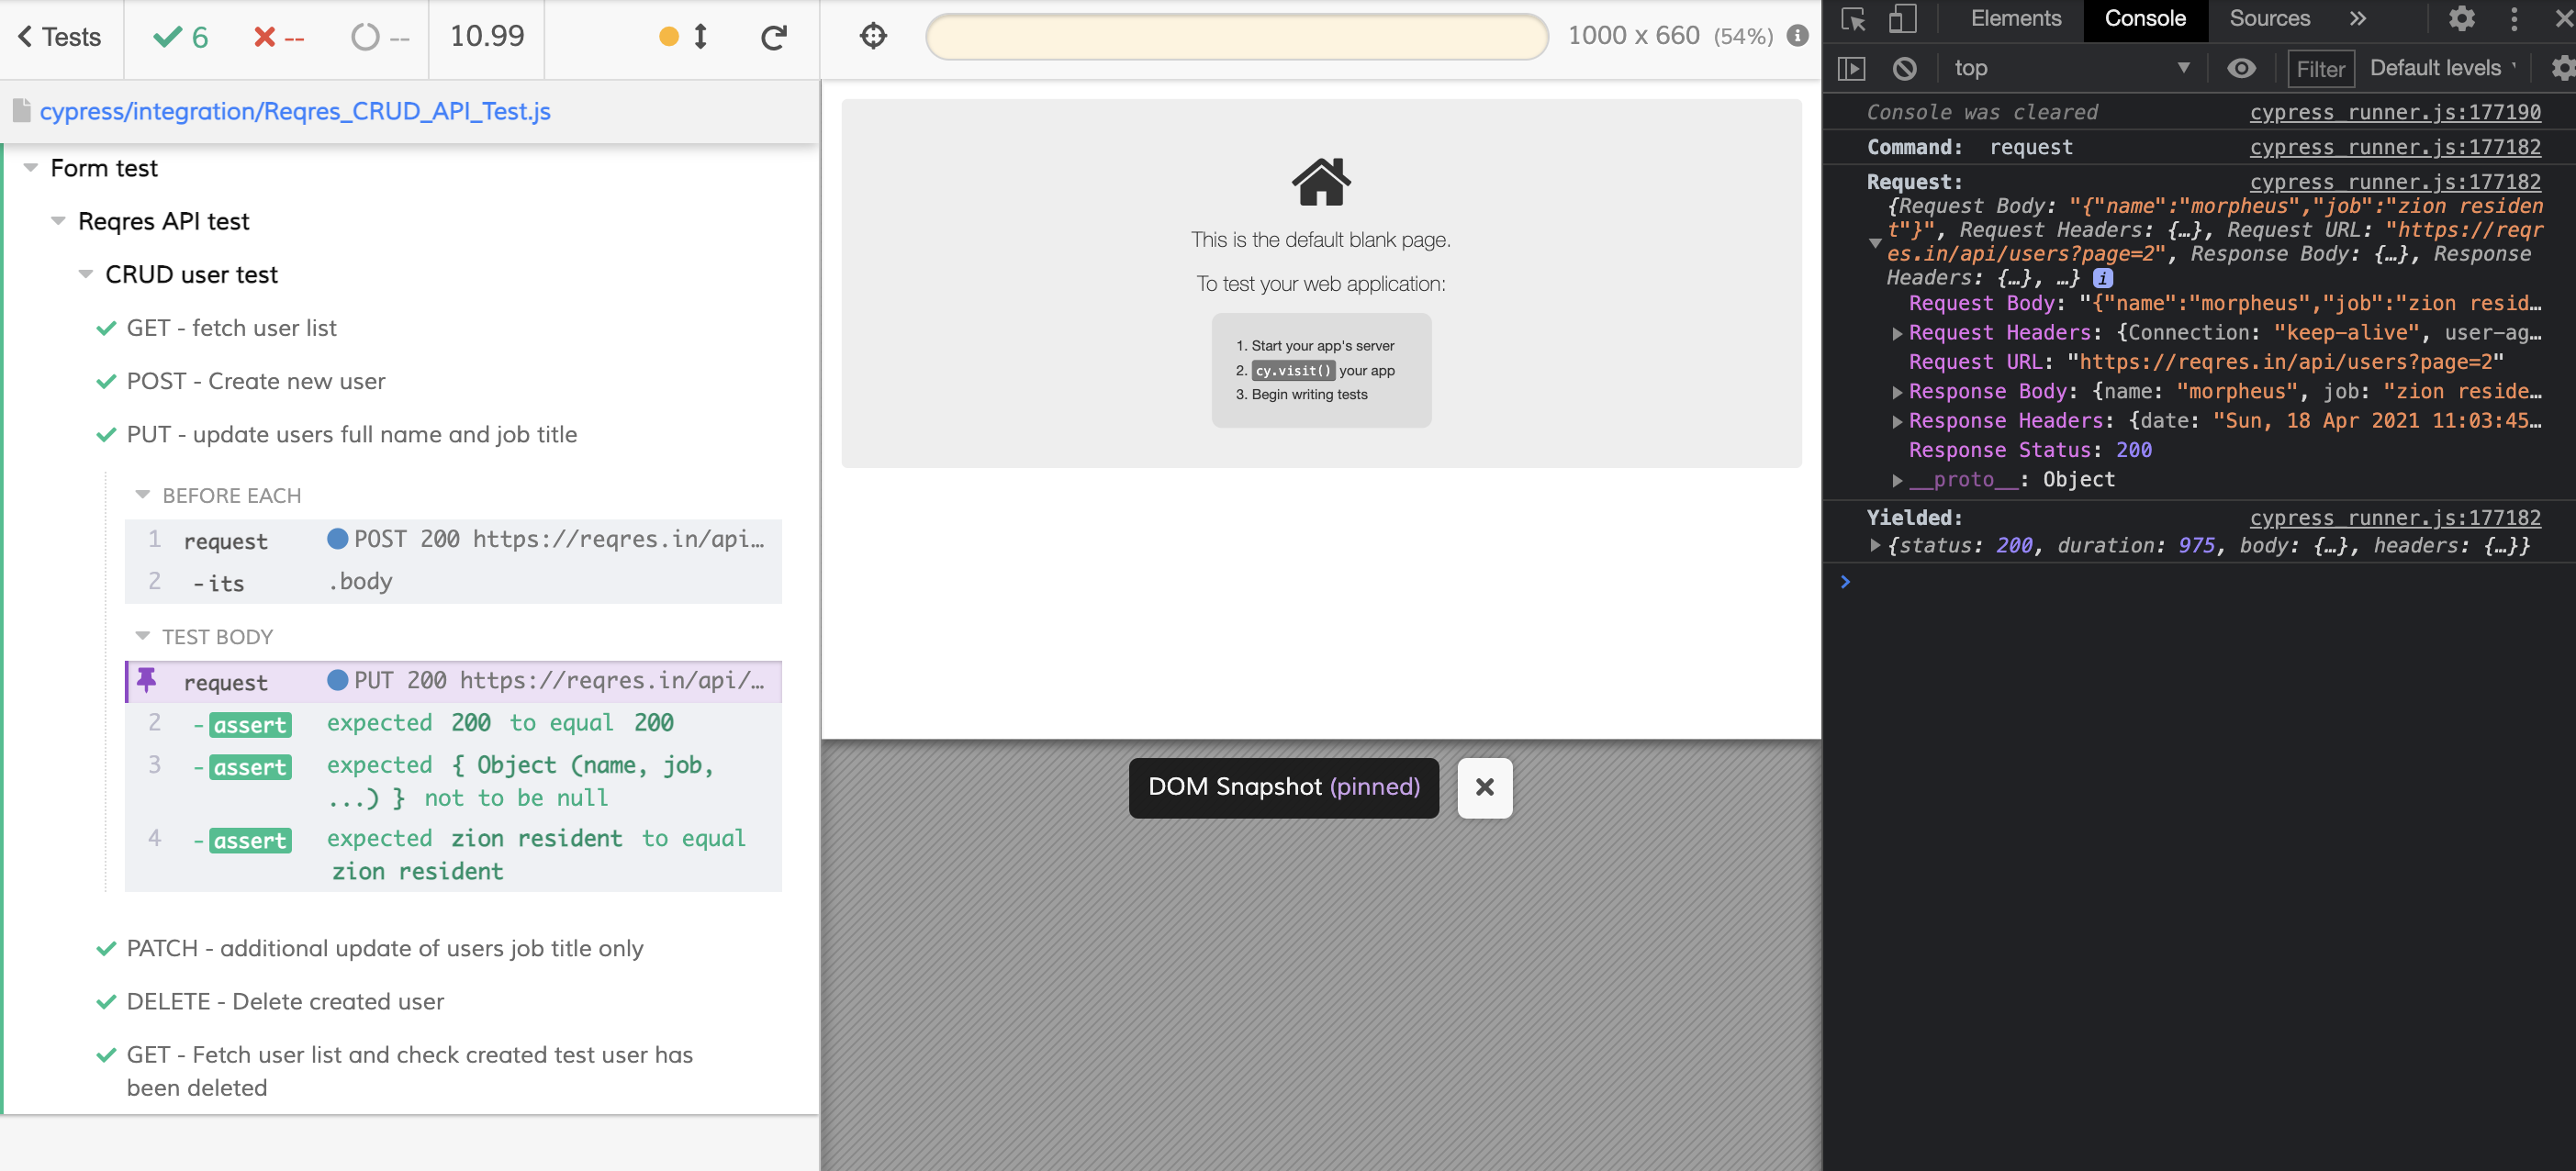 Tests
6
--
--
10.99
1000 x 660 (54%)
cypress/integration/Reqres_CRUD_API_Test.js
Form test
Reqres API test
CRUD user test
GET - fetch user list
POST - Create new user
PUT - update users full name and job title
BEFORE EACH
1 request POST 200 https://reqres.in/api...
2 -its .body
TEST BODY
request PUT 200 https://reqres.in/api/...
2 -assert expected 200 to equal 200
3 -assert expected { Object (name, job,
...) } not to be null
4 -assert expected zion resident to equal
zion resident
PATCH - additional update of users job title only
DELETE - Delete created user
GET - Fetch user list and check created test user has
been deleted
This is the default blank page.
To test your web application:
1. Start your app's server
2. cy.visit() your app
3. Begin writing tests
DOM Snapshot (pinned)
Elements Console Sources »
top Filter Default levels
Console was cleared cypress_runner.js:177190
Command: request cypress_runner.js:177182
Request: cypress_runner.js:177182
{Request Body: "{"name":"morpheus","job":"zion residen
t"}", Request Headers: {…}, Request URL: "https://reqr
es.in/api/users?page=2", Response Body: {…}, Response
Headers: {…}, …} i
Request Body: "{"name":"morpheus","job":"zion resid…
Request Headers: {Connection: "keep-alive", user-ag…
Request URL: "https://reqres.in/api/users?page=2"
Response Body: {name: "morpheus", job: "zion reside…
Response Headers: {date: "Sun, 18 Apr 2021 11:03:45…
Response Status: 200
__proto__: Object
Yielded: cypress_runner.js:177182
{status: 200, duration: 975, body: {…}, headers: {…}}